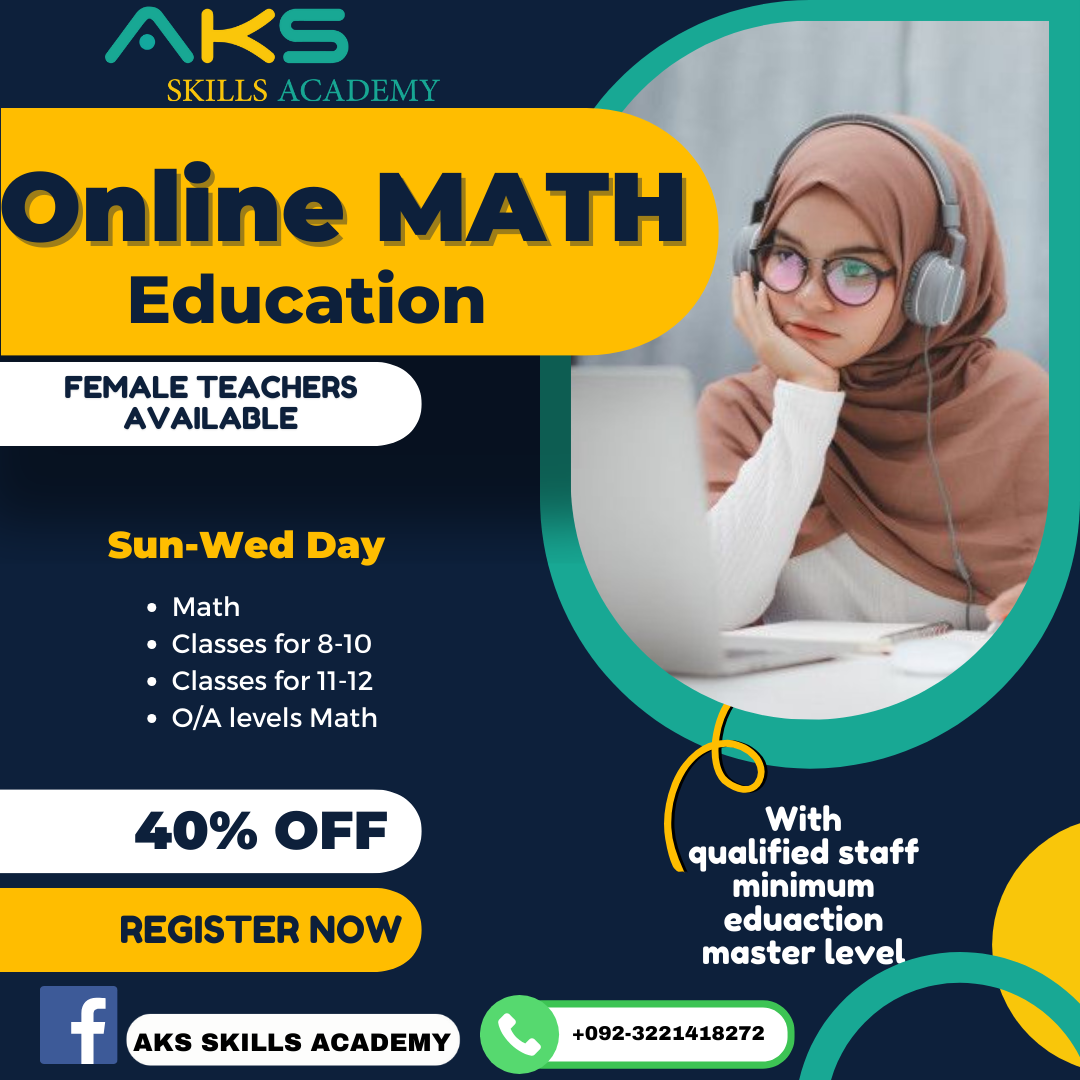 AKS
SKILLS ACADEMY
Online MATH
Education
FEMALE TEACHERS
AVAILABLE
Sun-Wed Day
• Math
• Classes for 8-10
• Classes for 11-12
• O/A levels Math
40% OFF
REGISTER NOW
With
qualified staff
minimum
eduaction
master level
f
AKS SKILLS ACADEMY
+092-3221418272